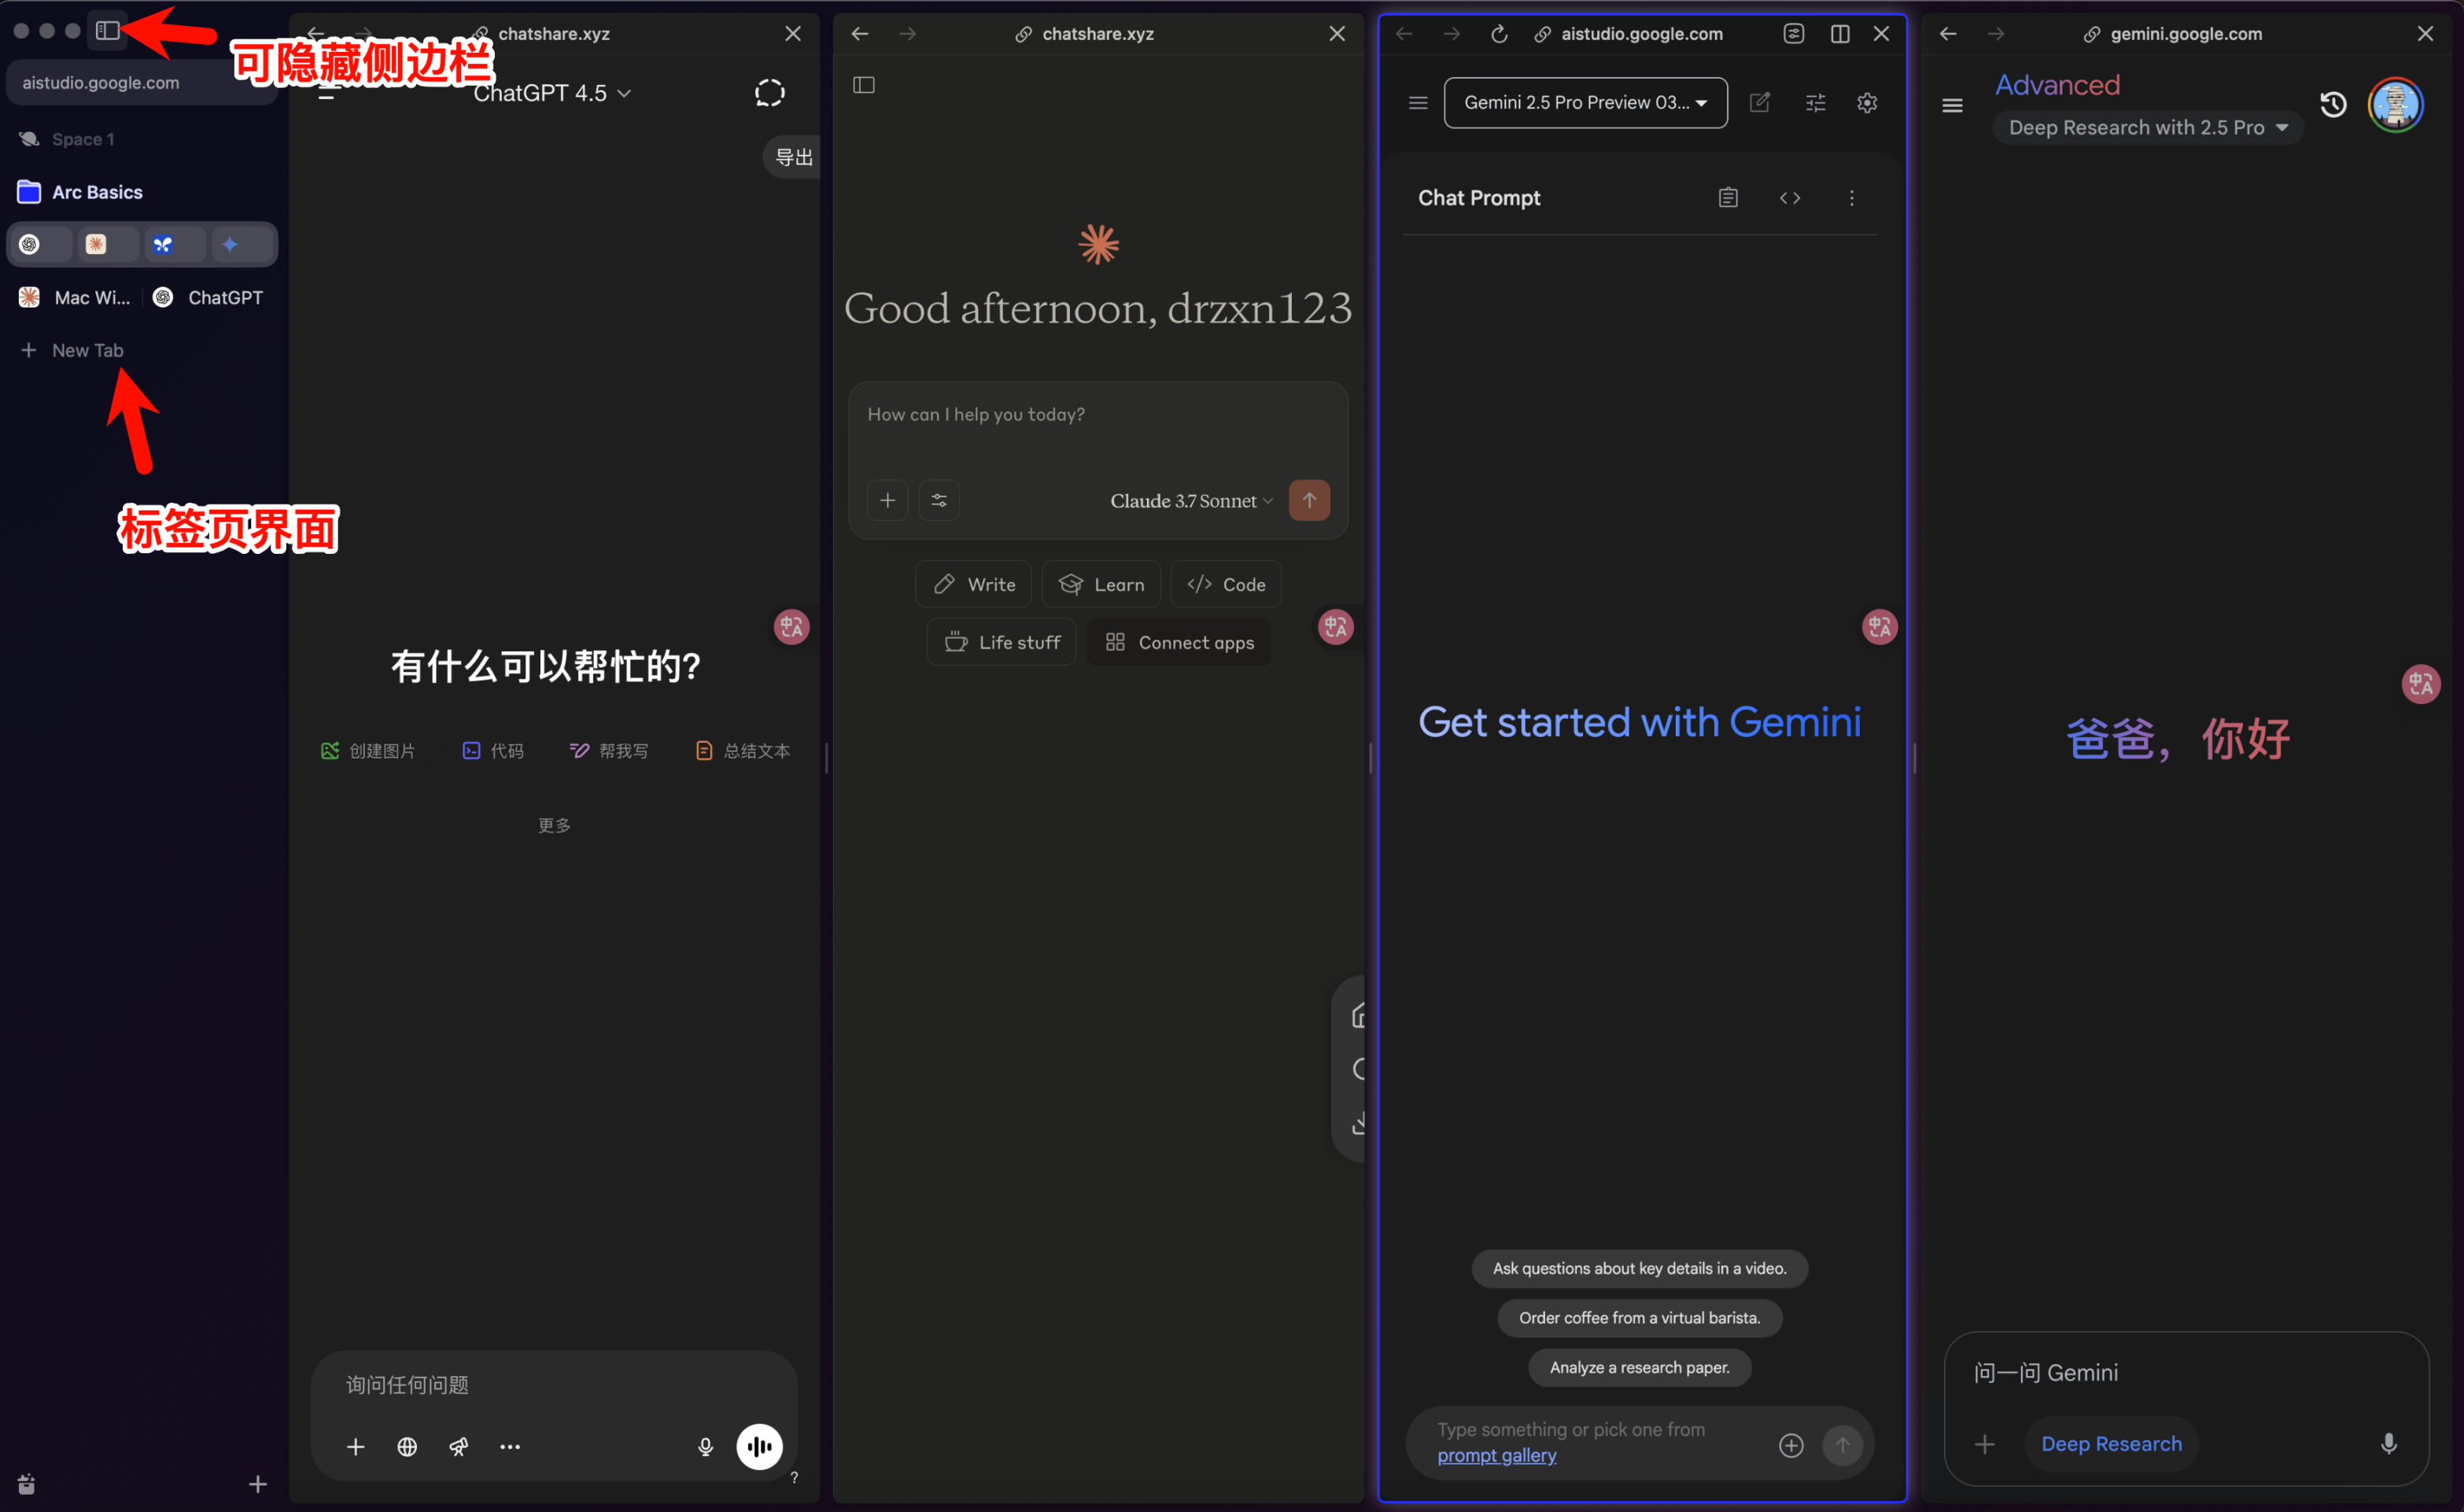 可隐藏侧边栏
aistudio.google.com
Space 1
Arc Basics
Mac Wi...
ChatGPT
New Tab
标签页界面
chatshare.xyz
ChatGPT 4.5
导出
有什么可以帮忙的?
创建图片
代码
帮我写
总结文本
更多
询问任何问题
?
chatshare.xyz
Good afternoon, drzxn123
How can I help you today?
Claude 3.7 Sonnet
Write
Learn
Code
Life stuff
Connect apps
中A
aistudio.google.com
Gemini 2.5 Pro Preview 03...
Chat Prompt
Get started with Gemini
Ask questions about key details in a video.
Order coffee from a virtual barista.
Analyze a research paper.
Type something or pick one from
prompt gallery
gemini.google.com
Advanced
Deep Research with 2.5 Pro
爸爸，你好
问一问 Gemini
Deep Research